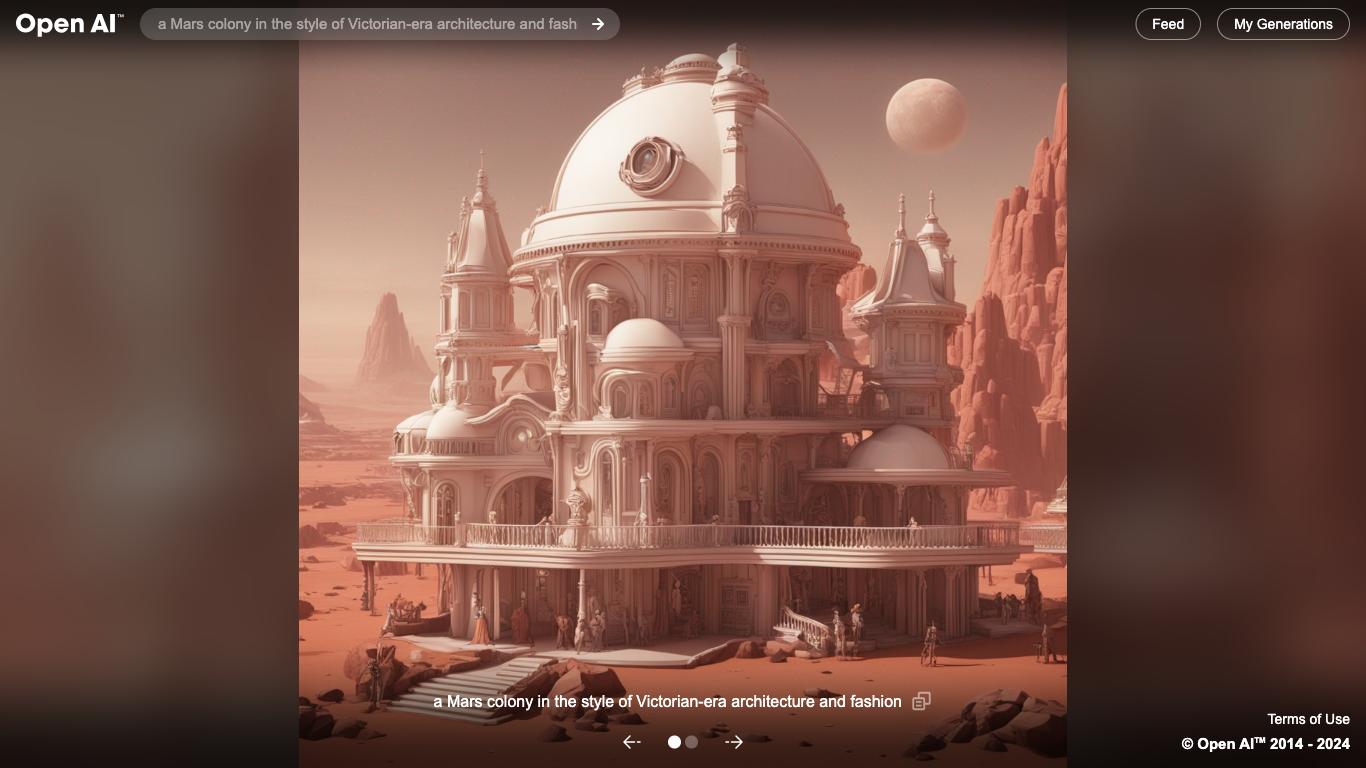 Open AI™
a Mars colony in the style of Victorian-era architecture and fash
Feed
My Generations
a Mars colony in the style of Victorian-era architecture and fashion
Terms of Use
© Open AI™ 2014 - 2024